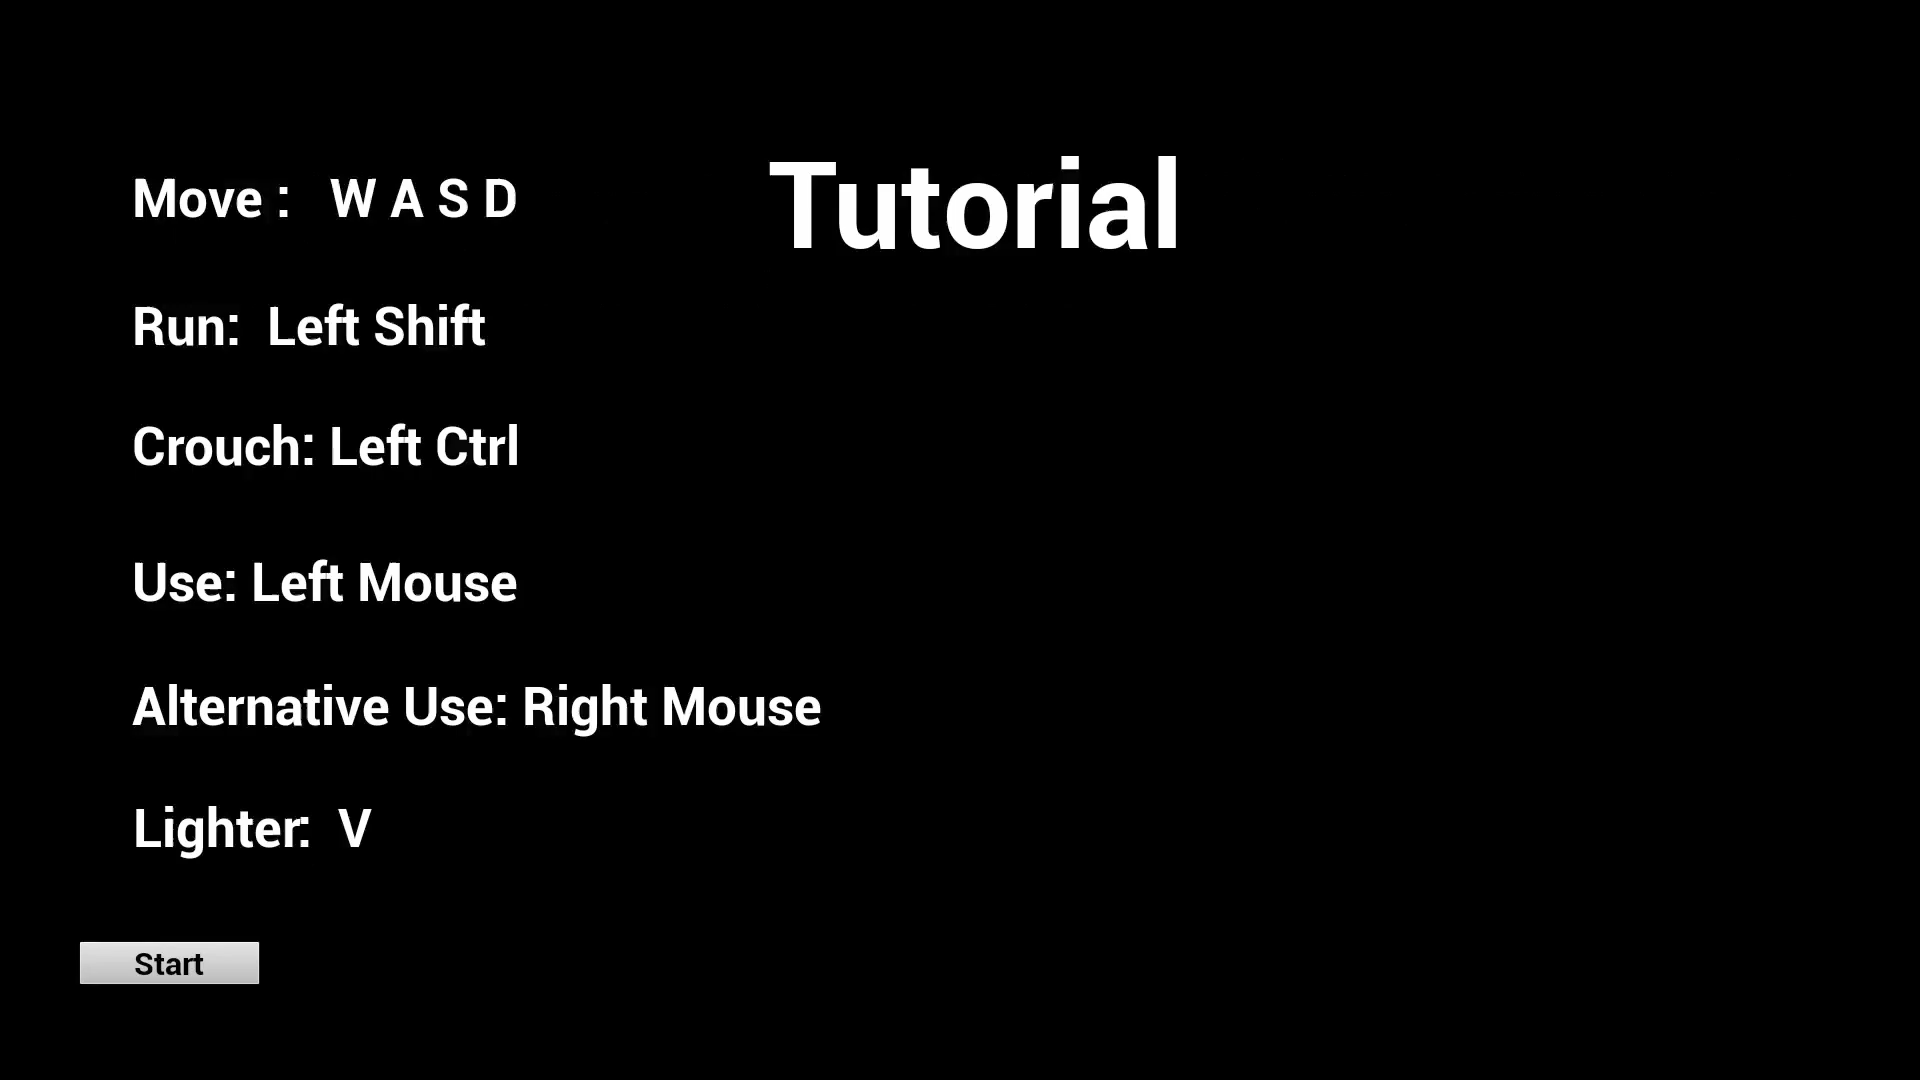 Tutorial
Move :   W A S D
Run:  Left Shift
Crouch: Left Ctrl
Use: Left Mouse
Alternative Use: Right Mouse
Lighter:  V
Start